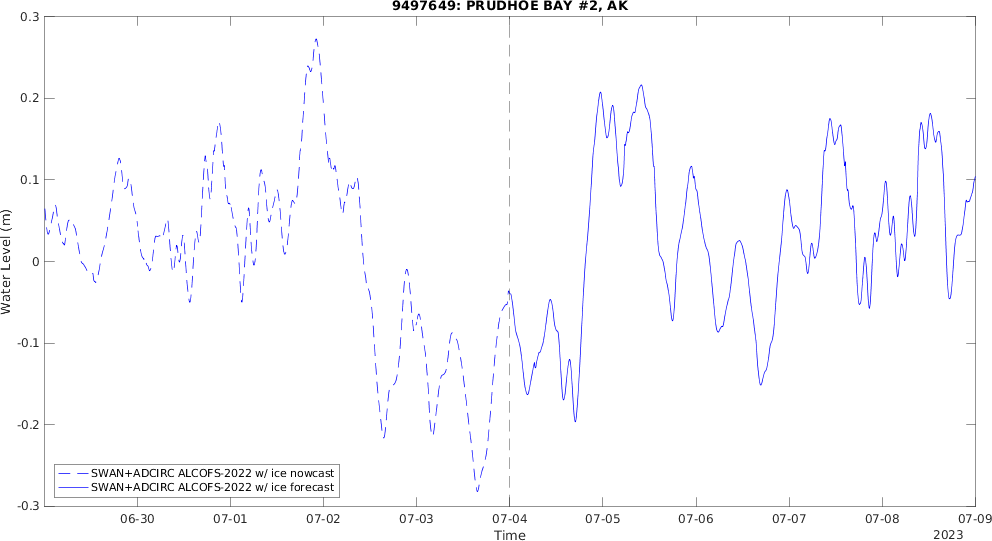 9497649: PRUDHOE BAY #2, AK
0.3
0.2
0.1
0
-0.1
-0.2
-0.3
Water Level (m)
SWAN+ADCIRC ALCOFS-2022 w/ ice nowcast
SWAN+ADCIRC ALCOFS-2022 w/ ice forecast
06-30 07-01 07-02 07-03 07-04 07-05 07-06 07-07 07-08 07-09
Time
2023